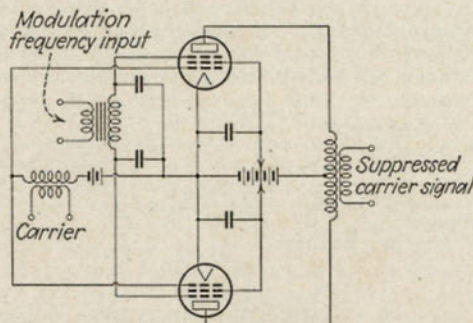 Modulation
frequency input
Carrier
Suppressed
carrier signal